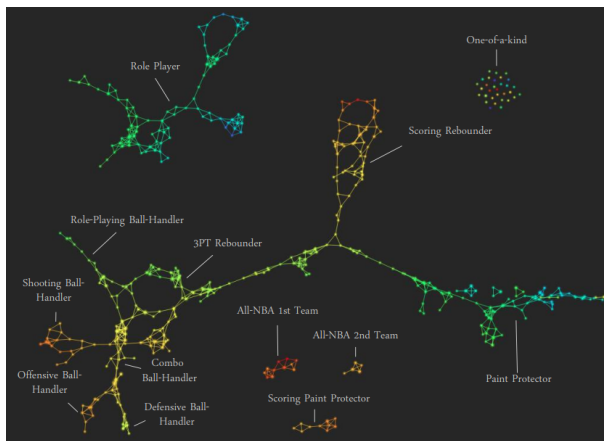 One-of-a-kind
Role Player
Scoring Rebounder
Role-Playing Ball-Handler
3PT Rebounder
Shooting Ball-
Handler
All-NBA 1st Team
All-NBA 2nd Team
Combo
Ball-Handler
Offensive Ball-
Handler
Paint Protector
Scoring Paint Protector
Defensive Ball-
Handler